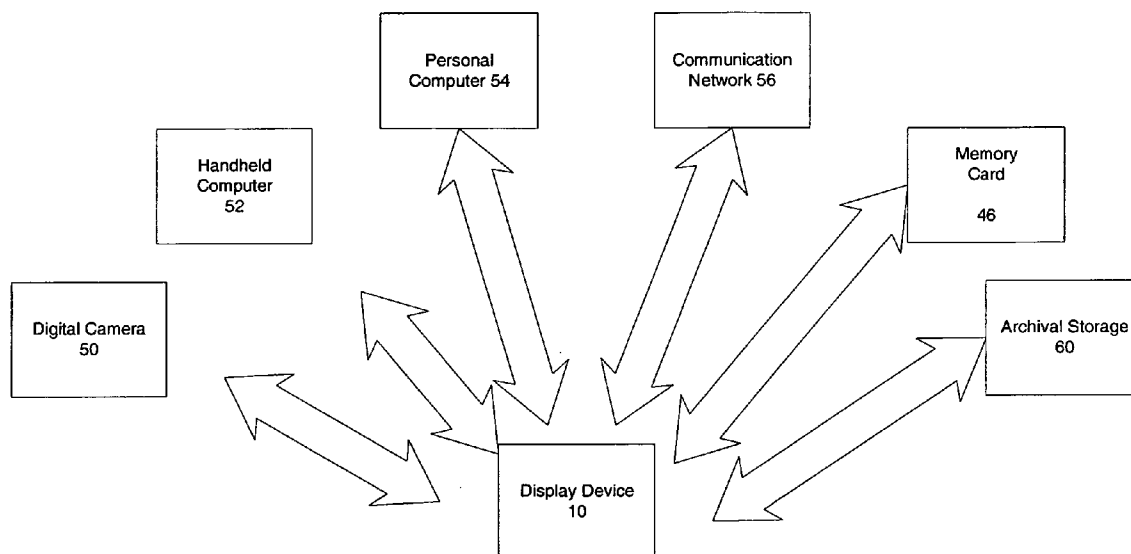 Personal
Computer 54
Communication
Network 56
Handheld
Computer
52
Memory
Card
46
Digital Camera
50
Archival Storage
60
Display Device
10